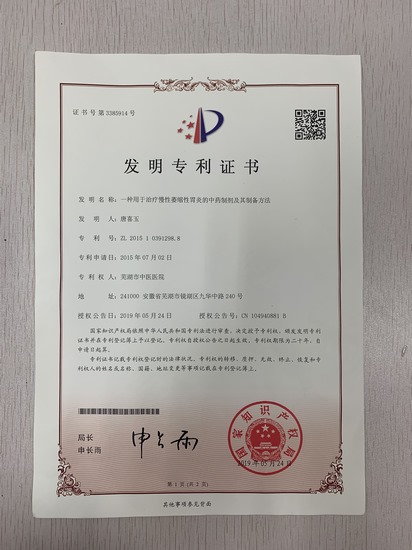 证书号第3385914号
发明专利证书
发明名称：一种用于治疗慢性萎缩性胃炎的中药制剂及其制备方法
发明人：唐喜玉
专利号：ZL 2015 1 0391298.8
专利申请日：2015年07月02日
专利权人：芜湖市中医医院
地址：241000 安徽省芜湖市镜湖区九华中路240号
授权公告日：2019年05月24日 授权公告号：CN 104940881 B
国家知识产权局依照中华人民共和国专利法进行审查，决定授予专利权，颁发发明专利
证书并在专利登记簿上予以登记。专利权自授权公告之日起生效。专利权期限为二十年，自
申请日起算。
专利证书记载专利权登记时的法律状况。专利权的转移、质押、无效、终止、恢复和专
利权人的姓名或名称、国籍、地址变更等事项记载在专利登记簿上。
局长
申长雨
申长雨
国家知识产权局
2019年05月24日
第1页（共2页）
其他事项参见背面